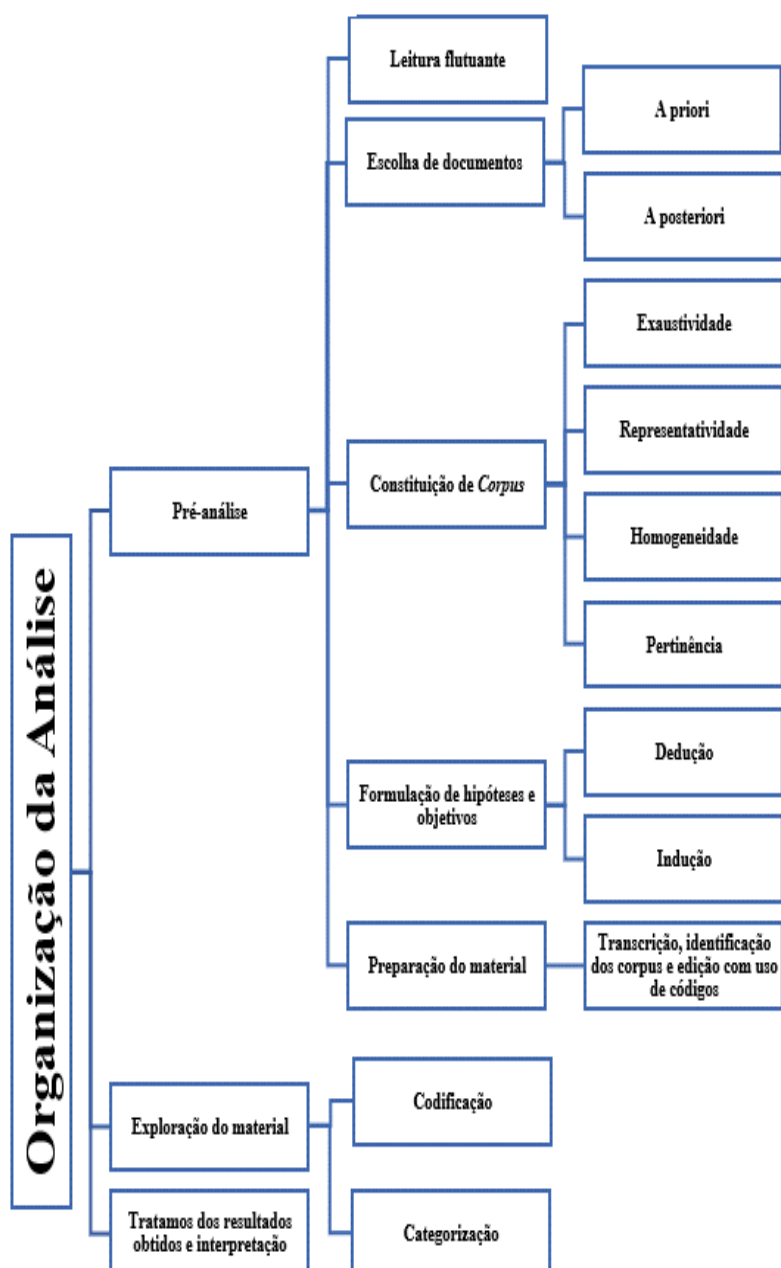 Organização da Análise
Pré-análise
Leitura flutuante
Escolha de documentos
A priori
A posteriori
Constituição de Corpus
Exaustividade
Representatividade
Homogeneidade
Pertinência
Formulação de hipóteses e
objetivos
Dedução
Indução
Preparação do material
Transcrição, identificação
dos corpus e edição com uso
de códigos
Exploração do material
Codificação
Categorização
Tratamos dos resultados
obtidos e interpretação